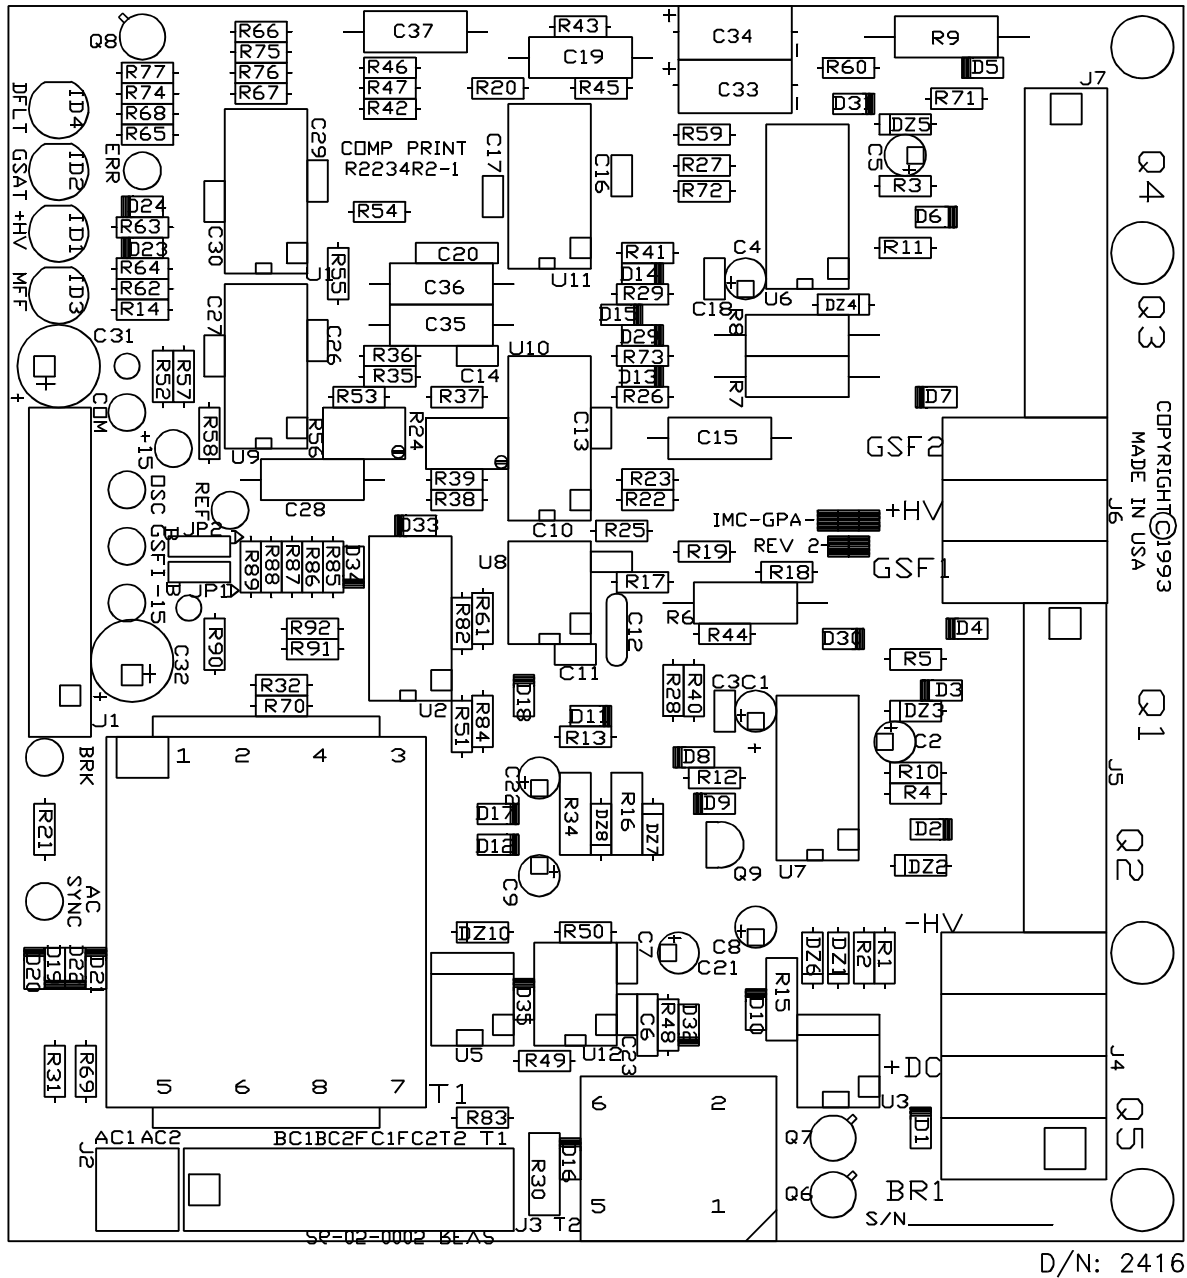 Q8
R66
R75
R76
R67
C37
R43
C19
C34
C33
R9
R60
D5
J7
R77
R74
R68
R65
R46
R47
R42
R20
R45
D31
R71
DZ5
DFLT
ID4
GSAT
ID2
+HV
ID1
MFF
ID3
ERR
C29
COMP PRINT
R2234R2-1
C17
C16
R59
R27
R72
C5
R3
D6
R11
Q4
D24
R63
D23
R64
R62
R14
C30
U1
R54
R55
C20
C36
C35
U11
R41
D14
R29
D15
D29
R73
D13
R26
C4
C18
U6
DZ4
R8
R7
Q3
C31
C27
C26
R52
R57
R58
R36
R35
C14
U10
R53
R37
R56
R24
U9
C28
C13
C15
D7
GSF2
COPYRIGHT©1993
MADE IN USA
COM
+15
OSC
REF
GSFI
-15
JP2
B
JP1
B
R39
R38
R23
R22
C10
R25
IMC-GPA-
REV 2-
+HV
GSF1
J6
D33
R89
R88
R87
R86
R85
D34
U8
R19
R18
R17
R6
R44
D30
D4
R5
R92
R91
R90
C32
R82
R61
C12
C11
R32
R70
U2
R51
R84
D18
D11
R13
R28
R40
C3
C1
D3
DZ3
C2
Q1
J1
BRK
1
2
4
3
R21
C22
D17
D12
C9
R34
DZ8
R16
DZ7
D8
R12
D9
Q9
U7
R10
R4
D2
DZ2
J5
Q2
AC
SYNC
D20
D19
D22
D21
DZ10
R50
C7
C21
C8
-HV
DZ6
DZ1
R2
R1
U5
D35
U12
C23
C6
R48
D32
D10
R15
R31
R69
R49
5
6
8
7
T1
R83
U3
+DC
J4
D1
Q5
J2
AC1 AC2
BC1 BC2 FC1 FC2 T2 T1
J3
T2
R30
D16
6
2
5
1
Q7
Q6
BR1
S/N
D/N: 2416